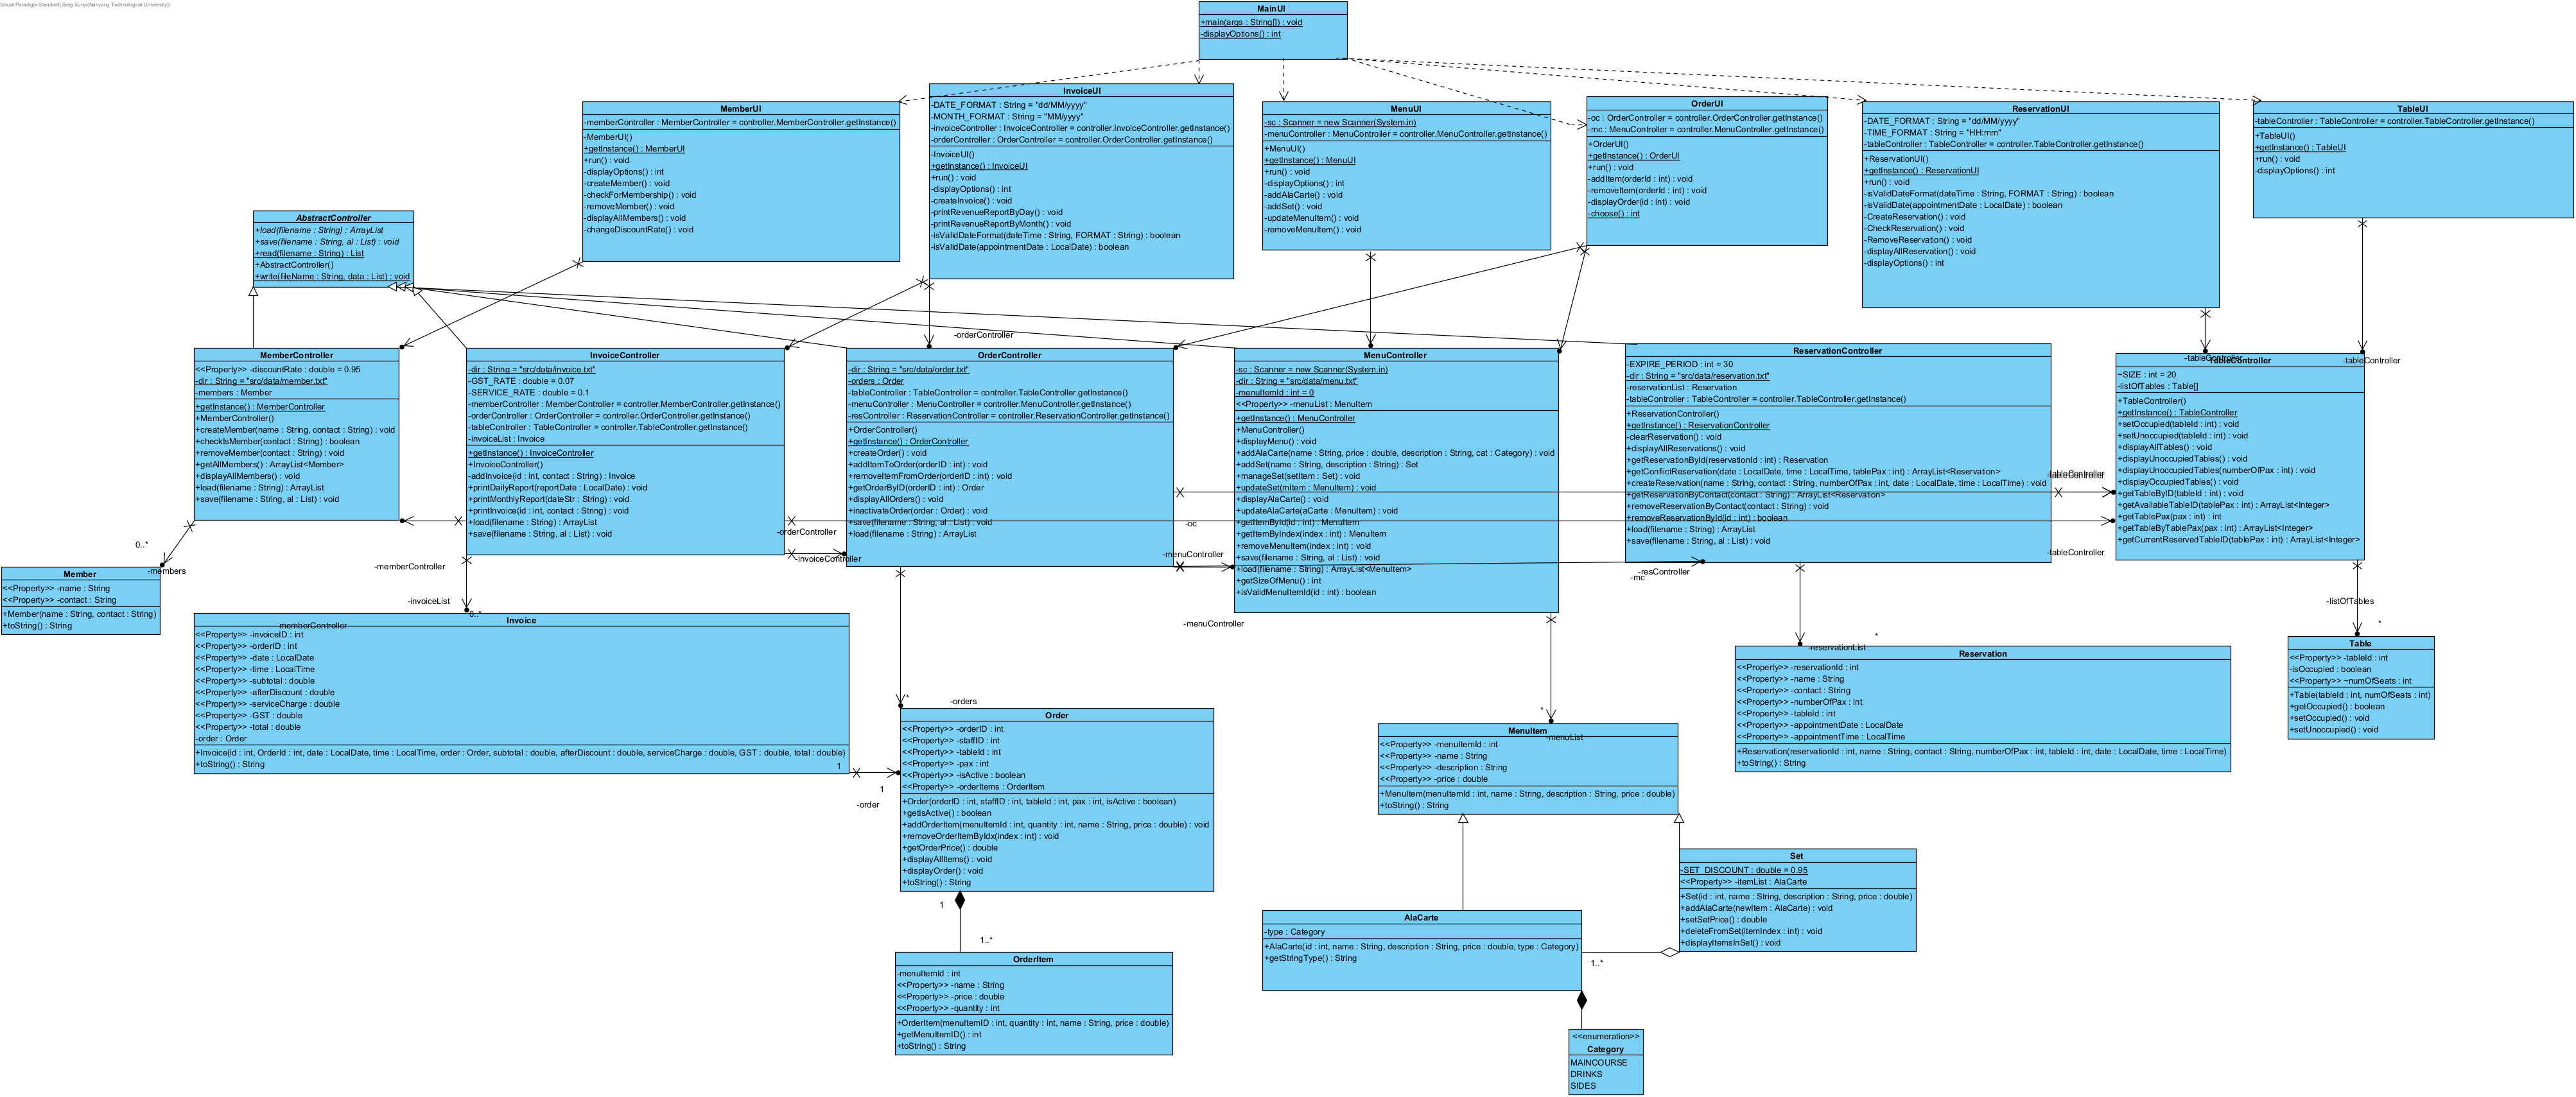 Visual Paradigm Standard(Zeng Xunyi(Nanyang Technological University))
MainUI
+main(args : String[]) : void
-displayOptions() : int
MemberUI
-memberController : MemberController = controller.MemberController.getInstance()
-MemberUI()
+getInstance() : MemberUI
+run() : void
-displayOptions() : int
-createMember() : void
-checkForMembership() : void
-removeMember() : void
-displayAllMembers() : void
-changeDiscountRate() : void
InvoiceUI
-DATE_FORMAT : String = "dd/MM/yyyy"
-MONTH_FORMAT : String = "MM/yyyy"
-invoiceController : InvoiceController = controller.InvoiceController.getInstance()
-orderController : OrderController = controller.OrderController.getInstance()
-InvoiceUI()
+getInstance() : InvoiceUI
+run() : void
-displayOptions() : int
-createInvoice() : void
-printRevenueReportByDay() : void
-printRevenueReportByMonth() : void
-isValidDateFormat(dateTime : String, FORMAT : String) : boolean
-isValidDate(appointmentDate : LocalDate) : boolean
MenuUI
-sc : Scanner = new Scanner(System.in)
-menuController : MenuController = controller.MenuController.getInstance()
+MenuUI()
+getInstance() : MenuUI
+run() : void
-displayOptions() : int
-addAlaCarte() : void
-addSet() : void
-updateMenuItem() : void
-removeMenuItem() : void
OrderUI
-oc : OrderController = controller.OrderController.getInstance()
-mc : MenuController = controller.MenuController.getInstance()
+OrderUI()
+getInstance() : OrderUI
+run() : void
-addItem(orderId : int) : void
-removeItem(orderId : int) : void
-displayOrder(id : int) : void
-choose() : int
ReservationUI
-DATE_FORMAT : String = "dd/MM/yyyy"
-TIME_FORMAT : String = "HH:mm"
-tableController : TableController = controller.TableController.getInstance()
+ReservationUI()
+getInstance() : ReservationUI
+run() : void
-isValidDateFormat(dateTime : String, FORMAT : String) : boolean
-isValidDate(appointmentDate : LocalDate) : boolean
-CreateReservation() : void
-CheckReservation() : void
-RemoveReservation() : void
-displayAllReservation() : void
-displayOptions() : int
TableUI
-tableController : TableController = controller.TableController.getInstance()
+TableUI()
+getInstance() : TableUI
+run() : void
-displayOptions() : int
AbstractController
+load(filename : String) : ArrayList
+save(filename : String, al : List) : void
+read(filename : String) : List
+AbstractController()
+write(fileName : String, data : List) : void
-orderController
MemberController
<<Property>> -discountRate : double = 0.95
-dir : String = "src/data/member.txt"
-members : Member
+getInstance() : MemberController
+MemberController()
+createMember(name : String, contact : String) : void
+checkIsMember(contact : String) : boolean
+removeMember(contact : String) : void
+getAllMembers() : ArrayList<Member>
+displayAllMembers() : void
+load(filename : String) : ArrayList
+save(filename : String, al : List) : void
InvoiceController
-dir : String = "src/data/invoice.txt"
-GST_RATE : double = 0.07
-SERVICE_RATE : double = 0.1
-memberController : MemberController = controller.MemberController.getInstance()
-orderController : OrderController = controller.OrderController.getInstance()
-tableController : TableController = controller.TableController.getInstance()
-invoiceList : Invoice
+getInstance() : InvoiceController
+InvoiceController()
-addInvoice(id : int, contact : String) : Invoice
+printDailyReport(reportDate : LocalDate) : void
+printMonthlyReport(dateStr : String) : void
+printInvoice(id : int, contact : String) : void
+load(filename : String) : ArrayList
+save(filename : String, al : List) : void
OrderController
-dir : String = "src/data/order.txt"
-orders : Order
-tableController : TableController = controller.TableController.getInstance()
-menuController : MenuController = controller.MenuController.getInstance()
-resController : ReservationController = controller.ReservationController.getInstance()
+OrderController()
+getInstance() : OrderController
+createOrder() : void
+addItemToOrder(orderID : int) : void
+removeItemFromOrder(orderID : int) : void
+getOrderByID(orderID : int) : Order
+displayAllOrders() : void
+inactivateOrder(order : Order) : void
+save(filename : String, al : List) : void
+load(filename : String) : ArrayList
MenuController
-sc : Scanner = new Scanner(System.in)
-dir : String = "src/data/menu.txt"
-menuItemId : int = 0
<<Property>> -menuList : MenuItem
+getInstance() : MenuController
+MenuController()
+displayMenu() : void
+addAlaCarte(name : String, price : double, description : String, cat : Category) : void
+addSet(name : String, description : String) : Set
+manageSet(setItem : Set) : void
+updateSet(mItem : MenuItem) : void
+displayAlaCarte() : void
+updateAlaCarte(aCarte : MenuItem) : void
+getItemById(id : int) : MenuItem
+getItemByIndex(index : int) : MenuItem
+removeMenuItem(index : int) : void
+save(filename : String, al : List) : void
+load(filename : String) : ArrayList<MenuItem>
+getSizeOfMenu() : int
+isValidMenuItemId(id : int) : boolean
ReservationController
-EXPIRE_PERIOD : int = 30
-dir : String = "src/data/reservation.txt"
-reservationList : Reservation
-tableController : TableController = controller.TableController.getInstance()
+ReservationController()
+getInstance() : ReservationController
-clearReservation() : void
+displayAllReservations() : void
+getReservationById(reservationId : int) : Reservation
+getConflictReservation(date : LocalDate, time : LocalTime, tablePax : int) : ArrayList<Reservation>
+createReservation(name : String, contact : String, numberOfPax : int, date : LocalDate, time : LocalTime) : void
+getReservationByContact(contact : String) : ArrayList<Reservation>
+removeReservationByContact(contact : String) : void
+removeReservationById(id : int) : boolean
+load(filename : String) : ArrayList
+save(filename : String, al : List) : void
-tableController
TableController
-tableController
~SIZE : int = 20
-listOfTables : Table[]
+TableController()
+getInstance() : TableController
+setOccupied(tableId : int) : void
+setUnoccupied(tableId : int) : void
+displayAllTables() : void
+displayUnoccupiedTables() : void
+displayUnoccupiedTables(numberOfPax : int) : void
+displayOccupiedTables() : void
+getTableByID(tableId : int) : void
+getAvailableTableID(tablePax : int) : ArrayList<Integer>
+getTablePax(pax : int) : int
+getTableByTablePax(pax : int) : ArrayList<Integer>
+getCurrentReservedTableID(tablePax : int) : ArrayList<Integer>
-tableController
-tableController
-oc
-orderController
-invoiceController
-menuController
-resController
-mc
-menuController
0..*
-members
-memberController
-invoiceList
0..*
-memberController
Member
<<Property>> -name : String
<<Property>> -contact : String
+Member(name : String, contact : String)
+toString() : String
Invoice
<<Property>> -invoiceID : int
<<Property>> -orderID : int
<<Property>> -date : LocalDate
<<Property>> -time : LocalTime
<<Property>> -subtotal : double
<<Property>> -afterDiscount : double
<<Property>> -serviceCharge : double
<<Property>> -GST : double
<<Property>> -total : double
-order : Order
+Invoice(id : int, OrderId : int, date : LocalDate, time : LocalTime, order : Order, subtotal : double, afterDiscount : double, serviceCharge : double, GST : double, total : double)
+toString() : String
1
1
-order
*
-orders
Order
<<Property>> -orderID : int
<<Property>> -staffID : int
<<Property>> -tableId : int
<<Property>> -pax : int
<<Property>> -isActive : boolean
<<Property>> -orderItems : OrderItem
+Order(orderID : int, staffID : int, tableId : int, pax : int, isActive : boolean)
+getIsActive() : boolean
+addOrderItem(menuItemId : int, quantity : int, name : String, price : double) : void
+removeOrderItemByIdx(index : int) : void
+getOrderPrice() : double
+displayAllItems() : void
+displayOrder() : void
+toString() : String
1
1..*
OrderItem
-menuItemId : int
<<Property>> -name : String
<<Property>> -price : double
<<Property>> -quantity : int
+OrderItem(menuItemID : int, quantity : int, name : String, price : double)
+getMenuItemID() : int
+toString() : String
*
-menuList
MenuItem
<<Property>> -menuItemId : int
<<Property>> -name : String
<<Property>> -description : String
<<Property>> -price : double
+MenuItem(menuItemId : int, name : String, description : String, price : double)
+toString() : String
*
-reservationList
Reservation
<<Property>> -reservationId : int
<<Property>> -name : String
<<Property>> -contact : String
<<Property>> -numberOfPax : int
<<Property>> -tableId : int
<<Property>> -appointmentDate : LocalDate
<<Property>> -appointmentTime : LocalTime
+Reservation(reservationId : int, name : String, contact : String, numberOfPax : int, tableId : int, date : LocalDate, time : LocalTime)
+toString() : String
-listOfTables
*
Table
<<Property>> -tableId : int
-isOccupied : boolean
<<Property>> ~numOfSeats : int
+Table(tableId : int, numOfSeats : int)
+getOccupied() : boolean
+setOccupied() : void
+setUnoccupied() : void
Set
-SET_DISCOUNT : double = 0.95
<<Property>> -itemList : AlaCarte
+Set(id : int, name : String, description : String, price : double)
+addAlaCarte(newItem : AlaCarte) : void
+setSetPrice() : double
+deleteFromSet(itemIndex : int) : void
+displayItemsInSet() : void
AlaCarte
-type : Category
+AlaCarte(id : int, name : String, description : String, price : double, type : Category)
+getStringType() : String
1..*
<<enumeration>>
Category
MAINCOURSE
DRINKS
SIDES